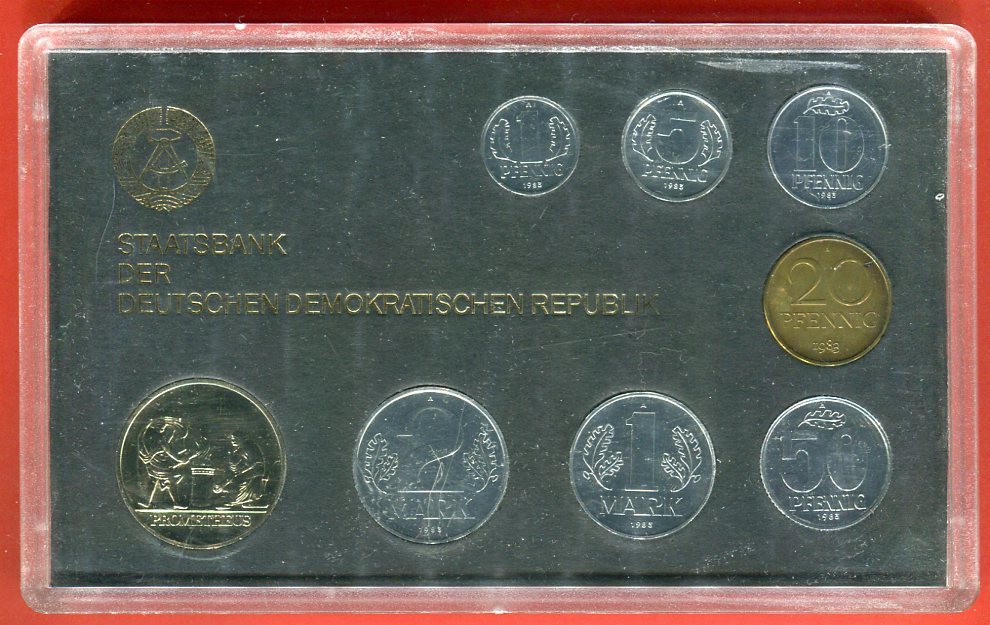 STAATSBANK
DER
DEUTSCHEN DEMOKRATISCHEN REPUBLIK
A
1
PFENNIG
1983
A
5
PFENNIG
1983
A
10
PFENNIG
1983
A
20
PFENNIG
1983
PROMETHEUS
A
2
MARK
1983
A
1
MARK
1983
A
50
PFENNIG
1983